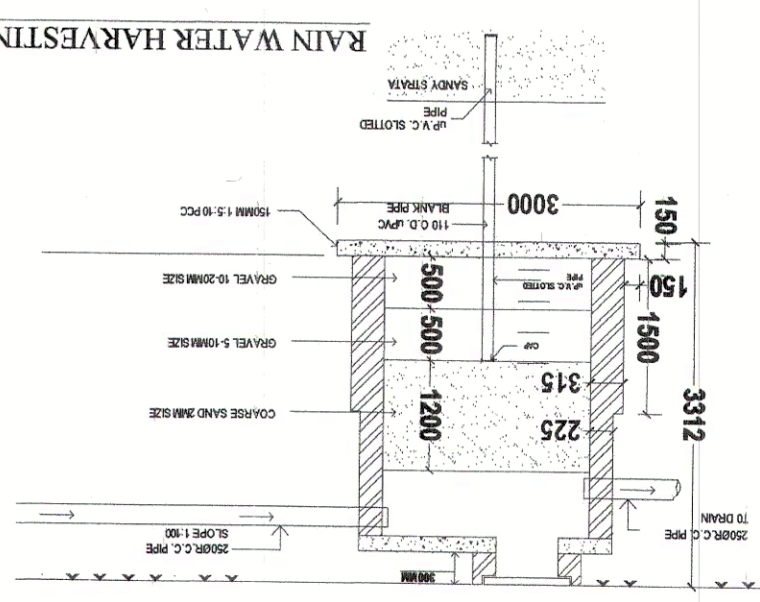 300MM
250ØR.C.C. PIPE
TO DRAIN
250ØR.C.C. PIPE
SLOPE 1:100
225
315
3312
1500
150
150
1200
COARSE SAND 2MM SIZE
CAP
500
GRAVEL 5-10MM SIZE
uP.V.C. SLOTTED
PIPE
500
GRAVEL 10-20MM SIZE
150MM 1:5:10 PCC
3000
110 O.D. uPVC
BLANK PIPE
uP.V.C. SLOTTED
PIPE
SANDY STRATA
RAIN WATER HARVESTIN